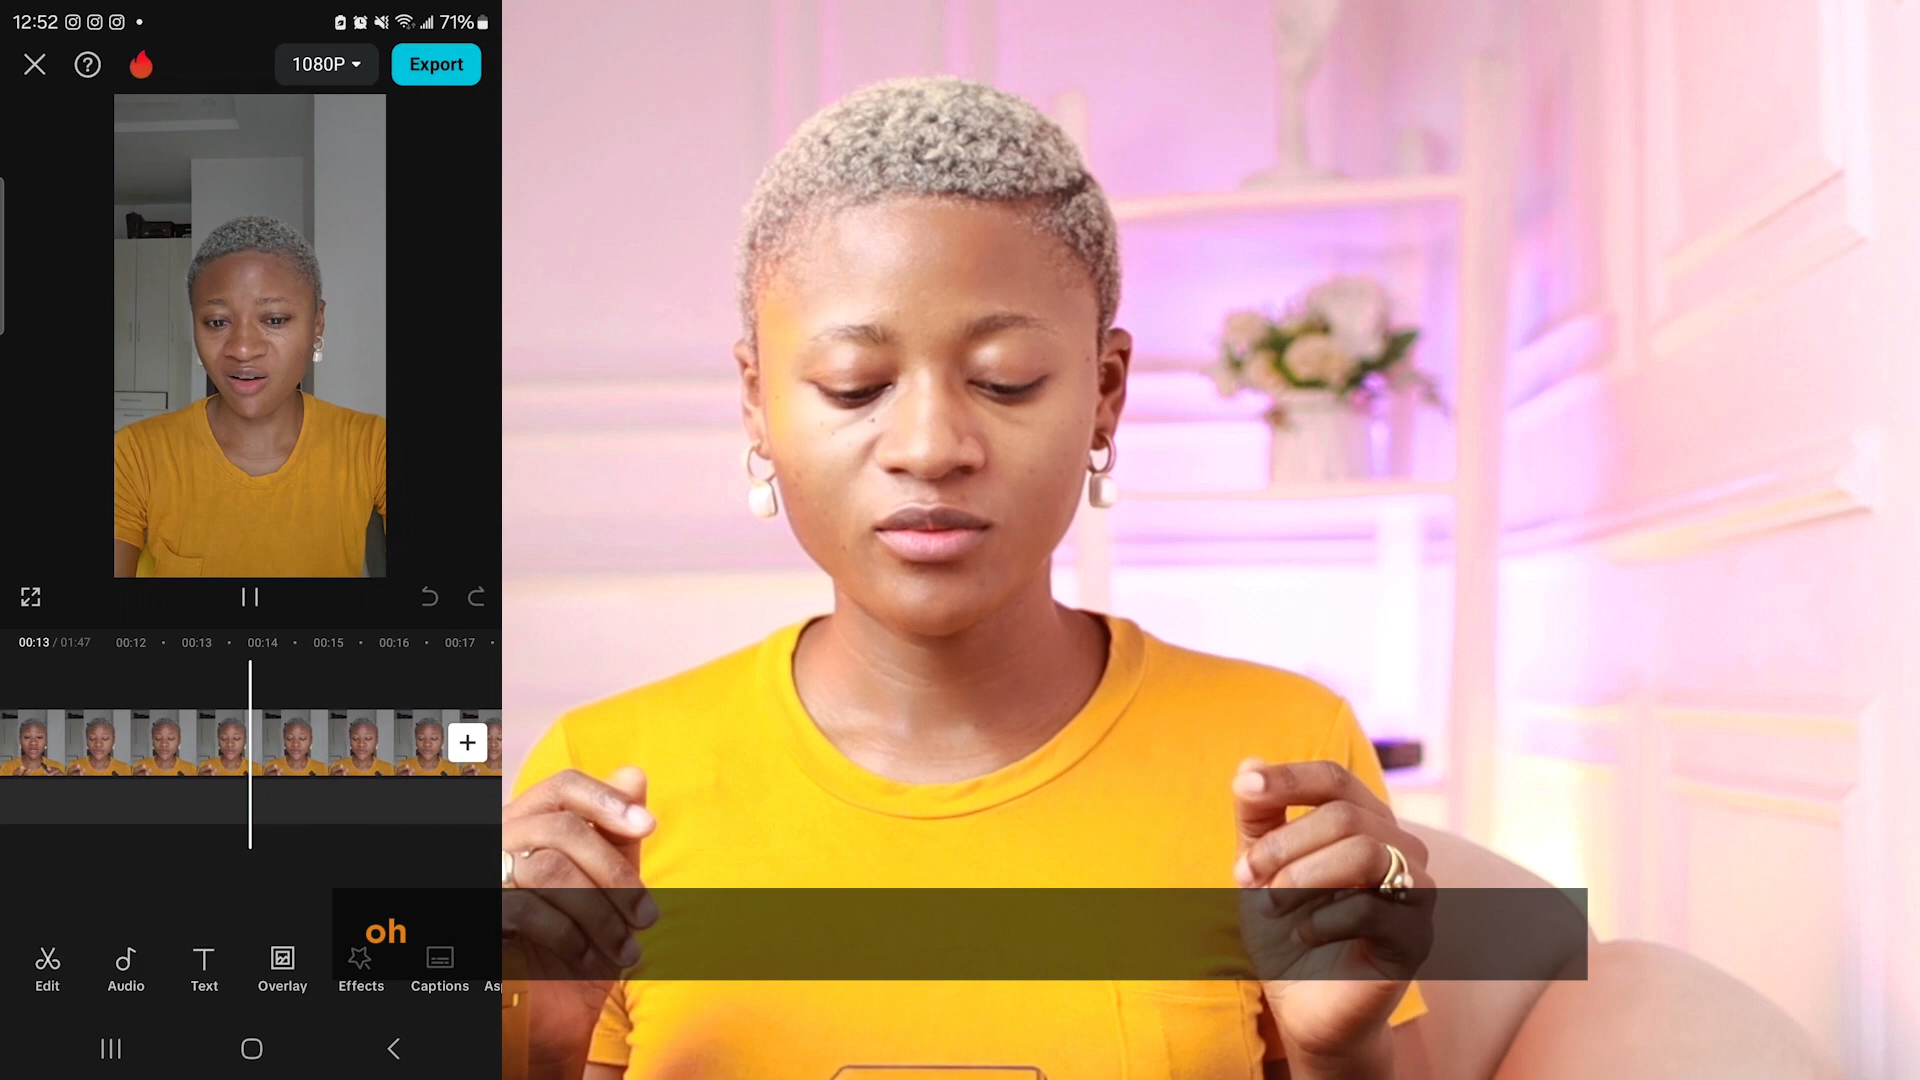 12:52 71%
1080P Export
00:13 / 01:47 00:12 00:13 00:14 00:15 00:16 00:17
oh
Edit Audio Text Overlay Effects Captions As